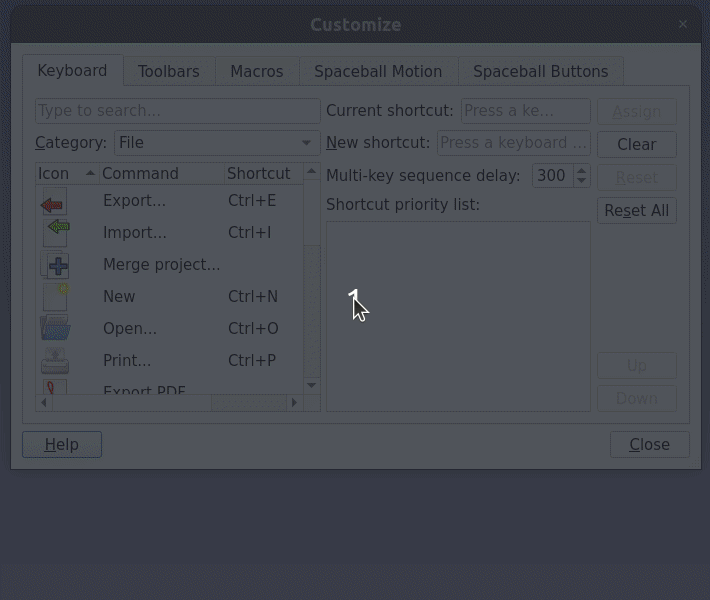 Customize
Keyboard Toolbars Macros Spaceball Motion Spaceball Buttons
Type to search... Current shortcut: Press a ke... Assign
Category: File New shortcut: Press a keyboard ... Clear
Icon Command Shortcut Multi-key sequence delay: 300 Reset
Export... Ctrl+E Shortcut priority list: Reset All
Import... Ctrl+I
Merge project...
New Ctrl+N
1
Open... Ctrl+O
Print... Ctrl+P Up
Export PDF Down
Help Close